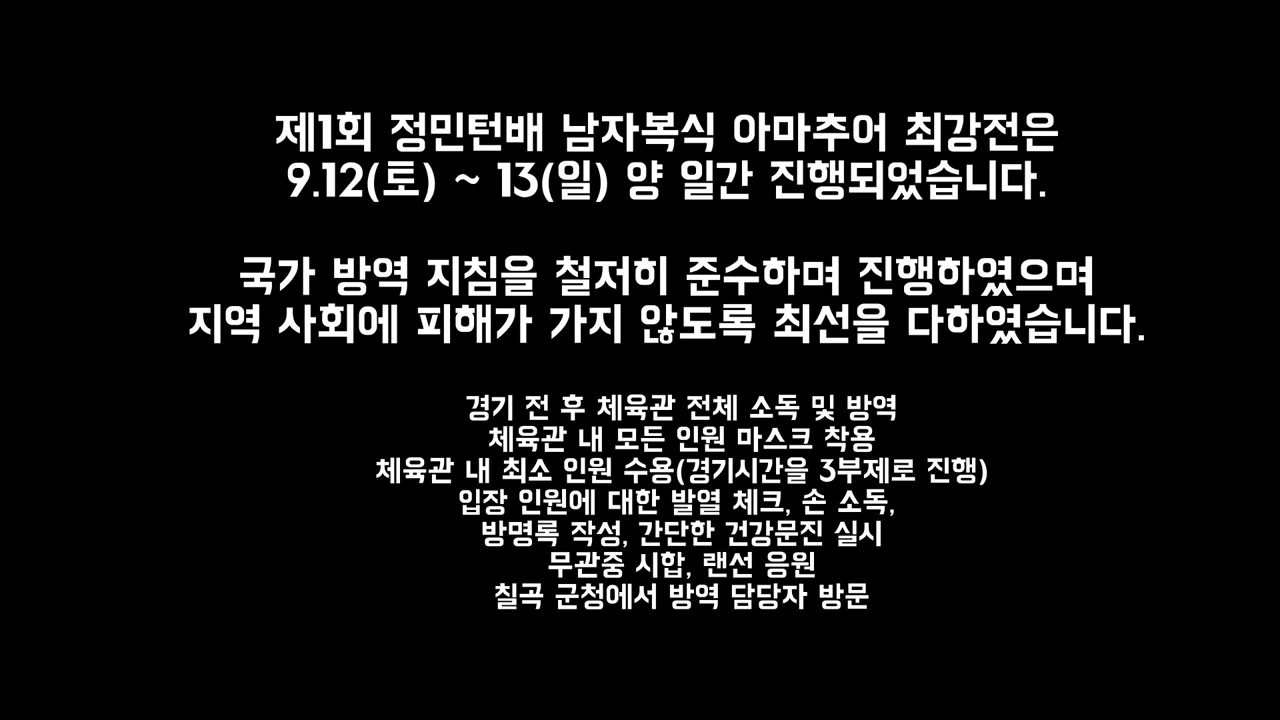 제1회 정민턴배 남자복식 아마추어 최강전은
9.12(토) ~ 13(일) 양 일간 진행되었습니다.
국가 방역 지침을 철저히 준수하며 진행하였으며
지역 사회에 피해가 가지 않도록 최선을 다하였습니다.
경기 전 후 체육관 전체 소독 및 방역
체육관 내 모든 인원 마스크 착용
체육관 내 최소 인원 수용(경기시간을 3부제로 진행)
입장 인원에 대한 발열 체크, 손 소독,
방명록 작성, 간단한 건강문진 실시
무관중 시합, 랜선 응원
칠곡 군청에서 방역 담당자 방문